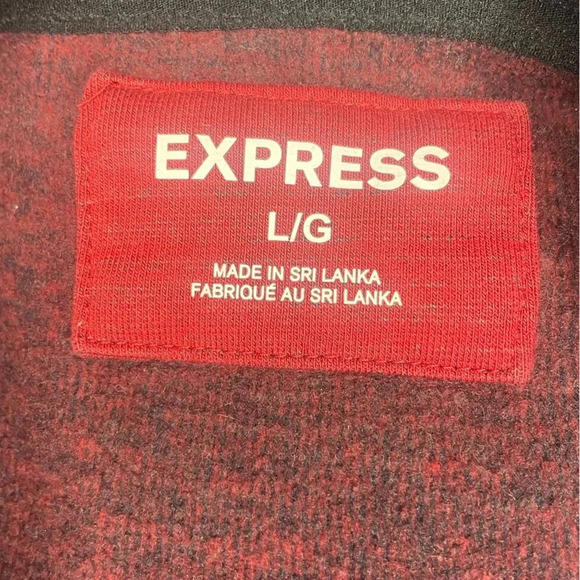 EXPRESS
L/G
MADE IN SRI LANKA
FABRIQUÉ AU SRI LANKA